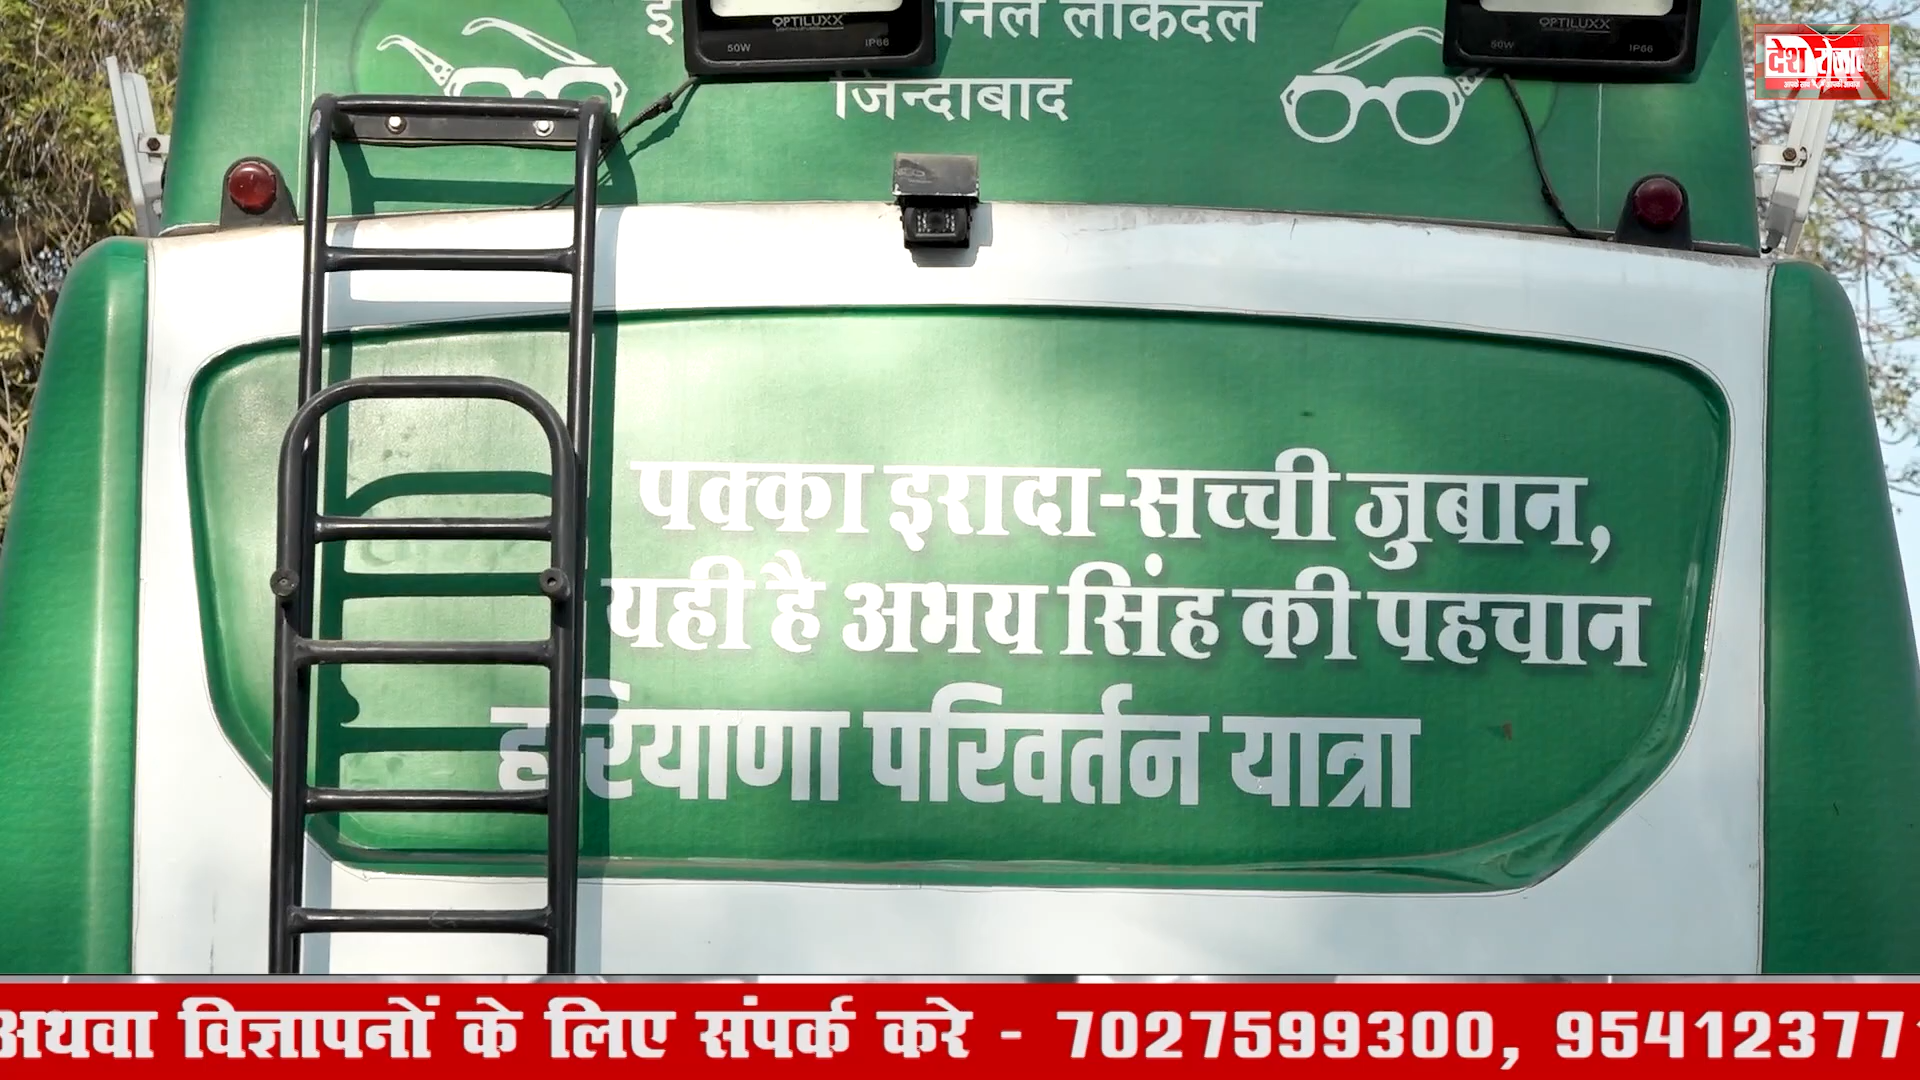 लोकदल
OPTILUXX
50W
IP66
OPTILUXX
50W
IP66
जिन्दाबाद
देश
पक्का इरादा-सच्ची जुबान,
यही है अभय सिंह की पहचान
हरियाणा परिवर्तन यात्रा
अथवा विज्ञापनों के लिए संपर्क करे - 7027599300, 954123771